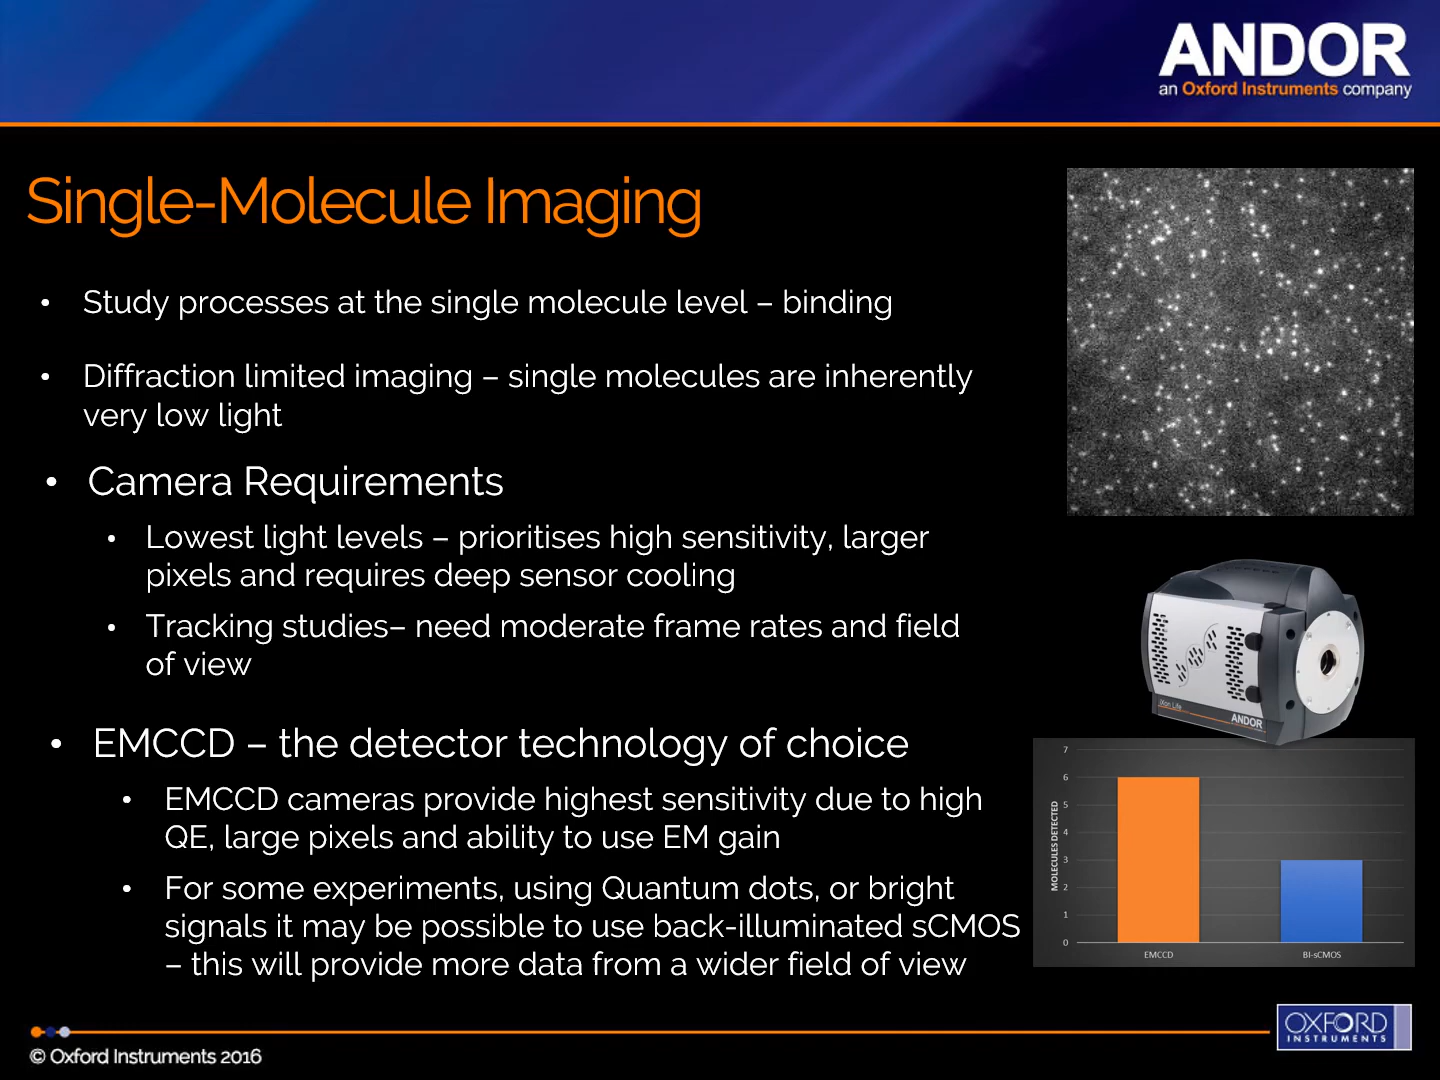 ANDOR
an Oxford Instruments company
Single-Molecule Imaging
• Study processes at the single molecule level – binding
• Diffraction limited imaging – single molecules are inherently
very low light
• Camera Requirements
• Lowest light levels – prioritises high sensitivity, larger
pixels and requires deep sensor cooling
• Tracking studies– need moderate frame rates and field
of view
• EMCCD – the detector technology of choice
• EMCCD cameras provide highest sensitivity due to high
QE, large pixels and ability to use EM gain
• For some experiments, using Quantum dots, or bright
signals it may be possible to use back-illuminated sCMOS
– this will provide more data from a wider field of view
iXon Life
ANDOR
MOLECULES DETECTED
7
6
5
4
3
2
1
0
EMCCD
BI-sCMOS
© Oxford Instruments 2016
OXFORD
INSTRUMENTS